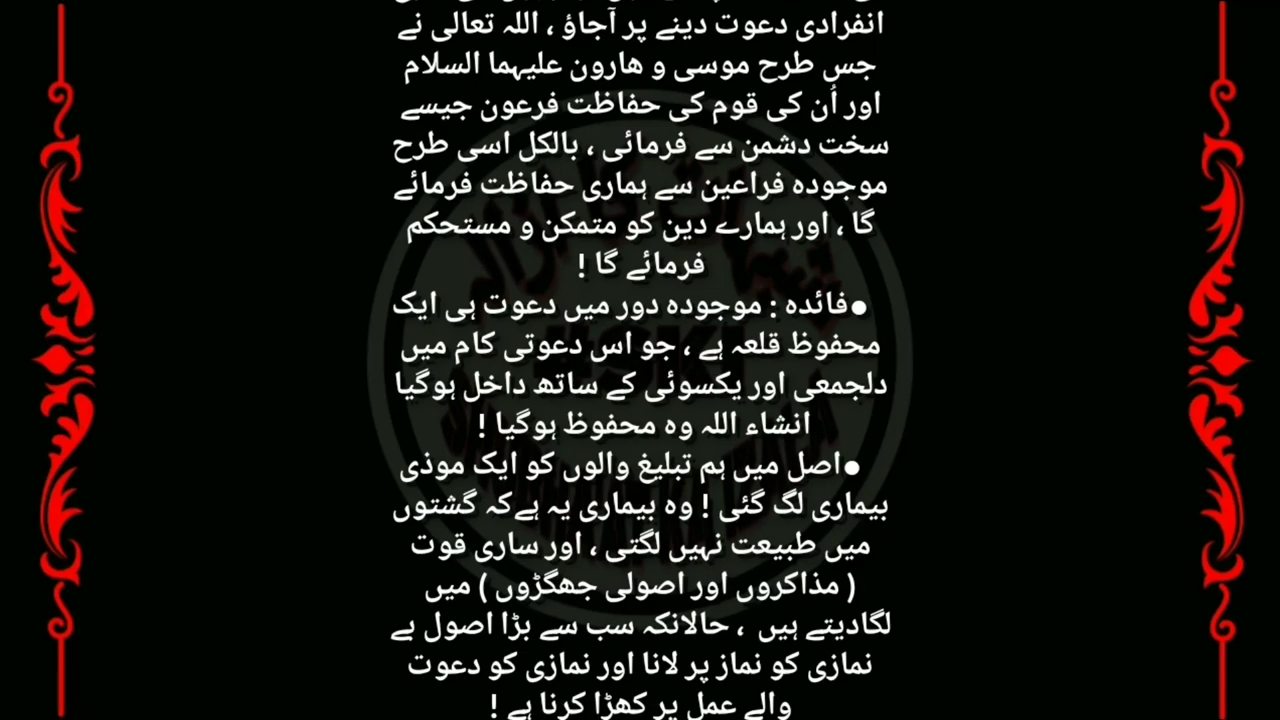 انفرادی دعوت دینے پر آجاؤ ، اللہ تعالی نے
جس طرح موسی و ھارون علیہما السلام
اور اُن کی قوم کی حفاظت فرعون جیسے
سخت دشمن سے فرمائی ، بالکل اسی طرح
موجودہ فراعین سے ہماری حفاظت فرمائے
گا ، اور ہمارے دین کو متمکن و مستحکم
فرمائے گا !
●فائدہ : موجودہ دور میں دعوت ہی ایک
محفوظ قلعہ ہے ، جو اس دعوتی کام میں
دلجمعی اور یکسوئی کے ساتھ داخل ہوگیا
انشاء اللہ وہ محفوظ ہوگیا !
●اصل میں ہم تبلیغ والوں کو ایک موذی
بیماری لگ گئی ! وہ بیماری یہ ہےکہ گشتوں
میں طبیعت نہیں لگتی ، اور ساری قوت
( مذاکروں اور اصولی جھگڑوں ) میں
لگادیتے ہیں ، حالانکہ سب سے بڑا اصول بے
نمازی کو نماز پر لانا اور نمازی کو دعوت
والے عمل پر کھڑا کرنا ہے !